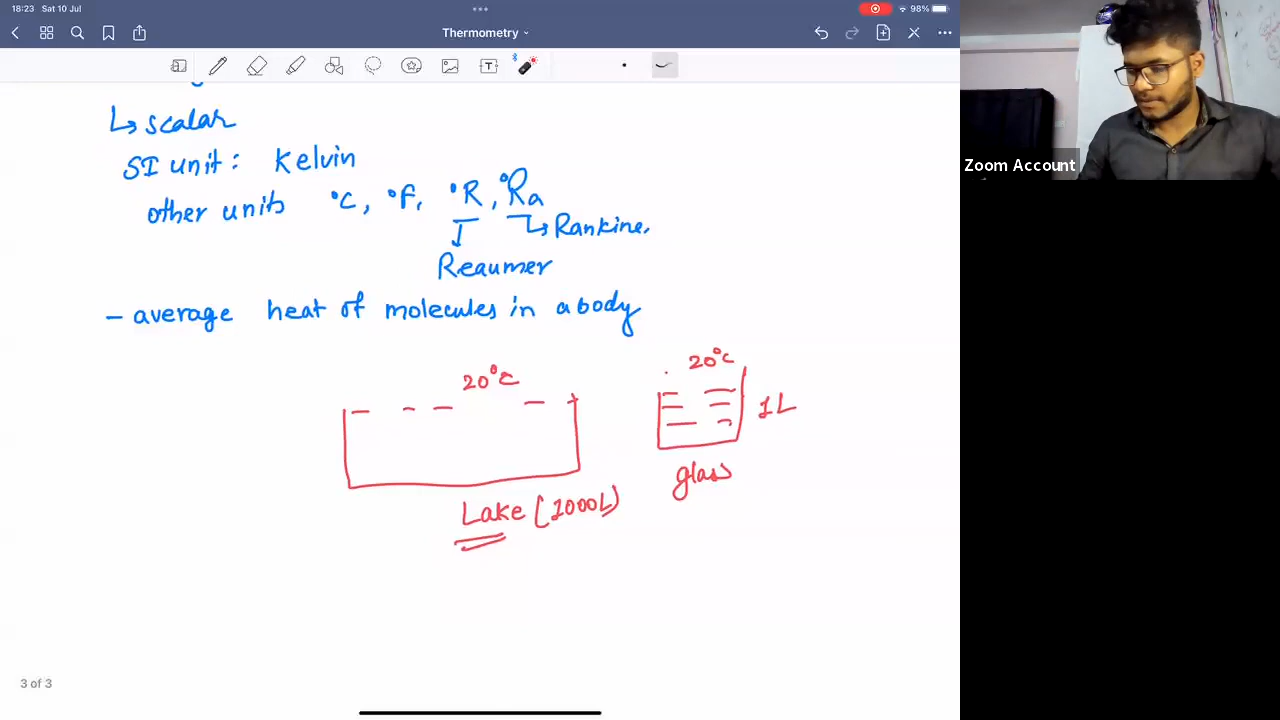 18:23 Sat 10 Jul
98%
Thermometry
T
↳ scalar
SI unit: Kelvin
other units °C, °F, °R, °Ra
↳ Rankine.
Reaumer
- average heat of molecules in a body
20°C
20°C
1L
glass
Lake (1000L)
3 of 3
Zoom Account